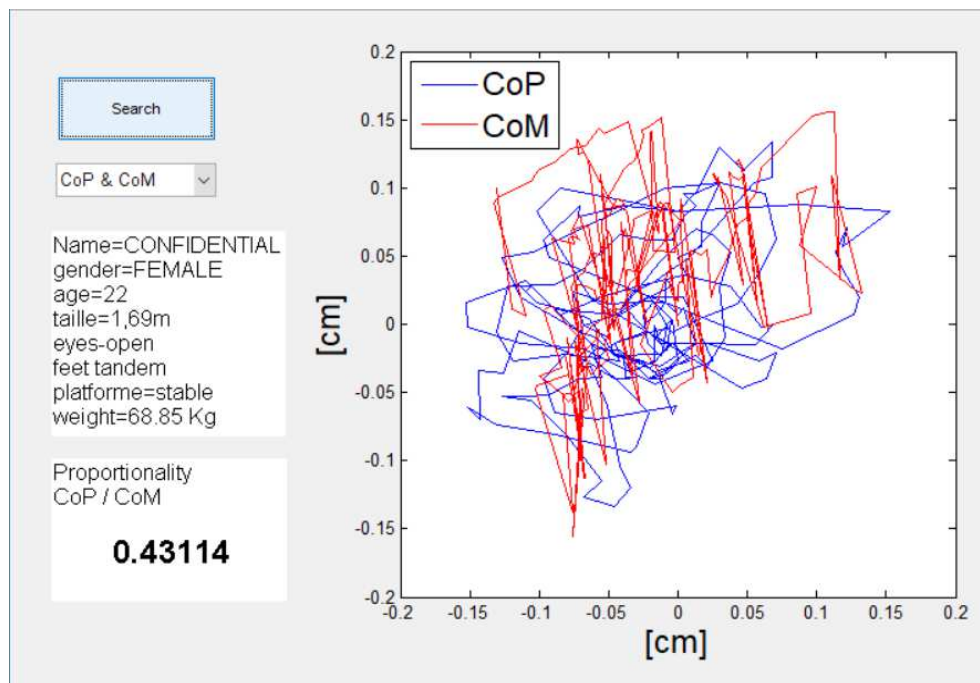 Search
CoP & CoM
Name=CONFIDENTIAL
gender=FEMALE
age=22
taille=1,69m
eyes-open
feet tandem
platforme=stable
weight=68.85 Kg
Proportionality
CoP / CoM
0.43114
CoP
CoM
0.2
0.15
0.1
0.05
0
-0.05
-0.1
-0.15
-0.2
[cm]
-0.2 -0.15 -0.1 -0.05 0 0.05 0.1 0.15 0.2
[cm]